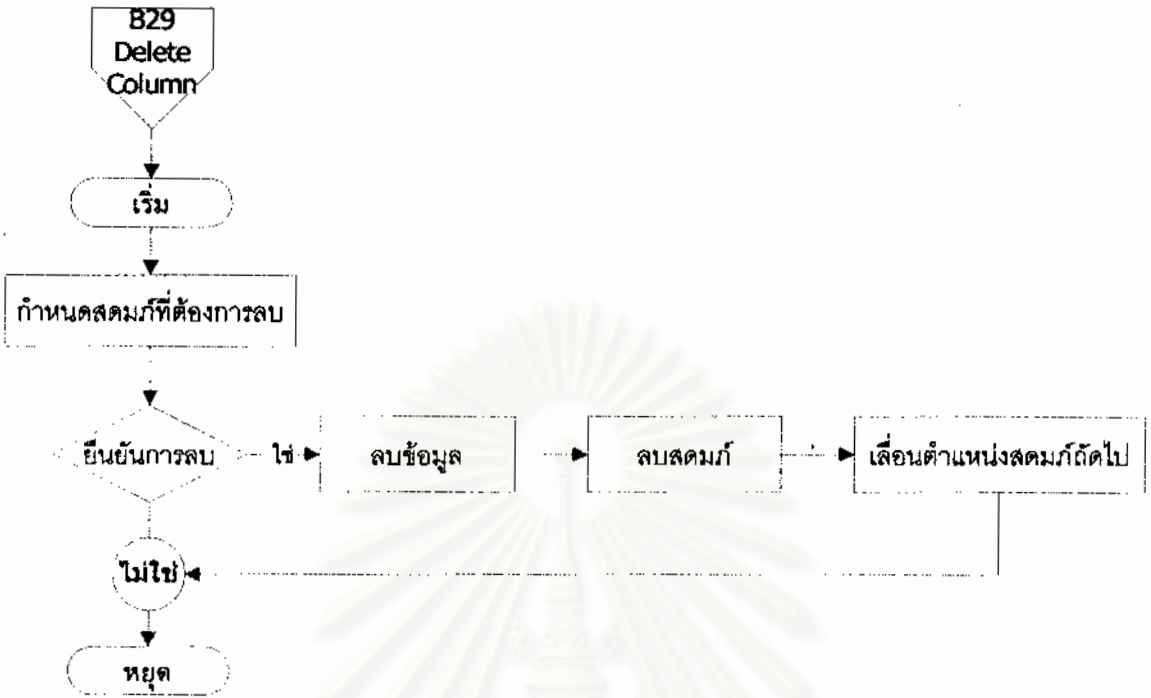 B29
Delete
Column
เริ่ม
กำหนดสดมภ์ที่ต้องการลบ
ยืนยันการลบ
ใช่
ลบข้อมูล
ลบสดมภ์
เลื่อนตำแหน่งสดมภ์ถัดไป
ไม่ใช่
หยุด